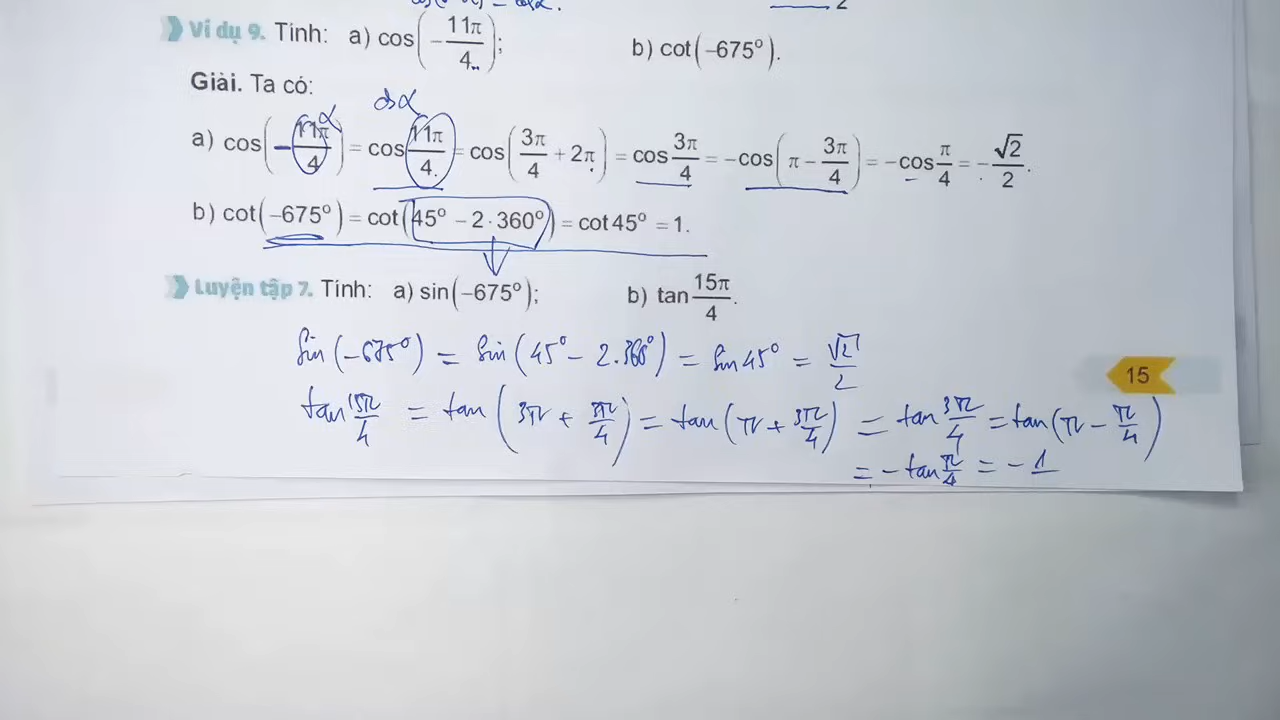 2
Ví dụ 9. Tính: a) cos(−11π/4); b) cot(−675°).
Giải. Ta có:
cosα α
a) cos(−11π/4) = cos 11π/4 = cos(3π/4 + 2π) = cos 3π/4 = −cos(π − 3π/4) = −cos π/4 = −√2/2.
b) cot(−675°) = cot(45° − 2·360°) = cot 45° = 1.
Luyện tập 7. Tính: a) sin(−675°); b) tan 15π/4.
sin(−675°) = sin(45° − 2.360°) = sin 45° = √2/2
15
tan 15π/4 = tan(3π + 3π/4) = tan(π + 3π/4) = tan 3π/4 = tan(π − π/4)
= − tan π/4 = − 1